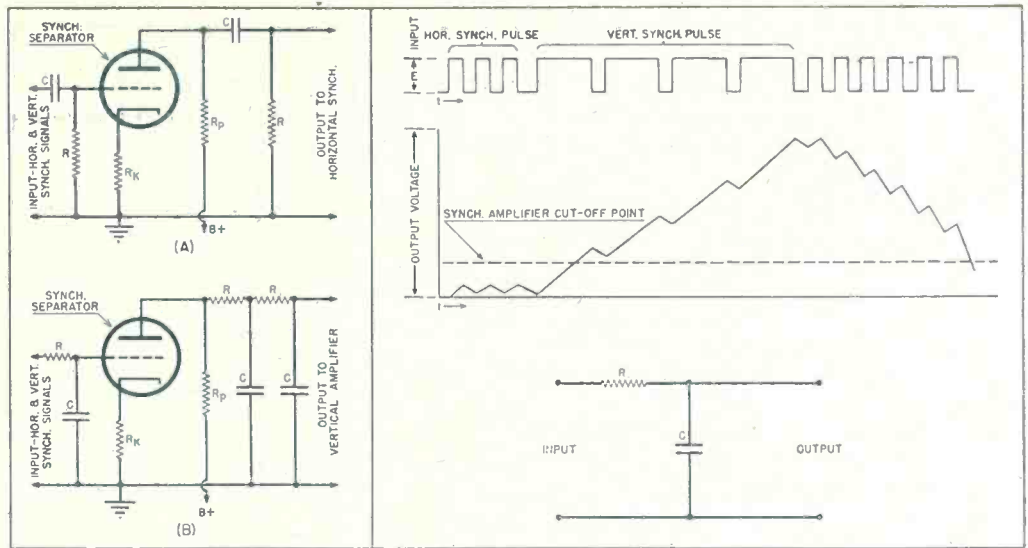 SYNCH.
SEPARATOR
C
C
INPUT-HOR. & VERT.
SYNCH. SIGNALS
R
RK
RP
R
OUTPUT TO
HORIZONTAL SYNCH.
B+
(A)
SYNCH.
SEPARATOR
R
R
R
INPUT-HOR. & VERT.
SYNCH. SIGNALS
C
RK
RP
C
C
OUTPUT TO
VERTICAL AMPLIFIER
B+
(B)
INPUT
HOR. SYNCH. PULSE
VERT. SYNCH. PULSE
E
t
OUTPUT VOLTAGE
SYNCH. AMPLIFIER CUT-OFF POINT
t
R
C
INPUT
OUTPUT